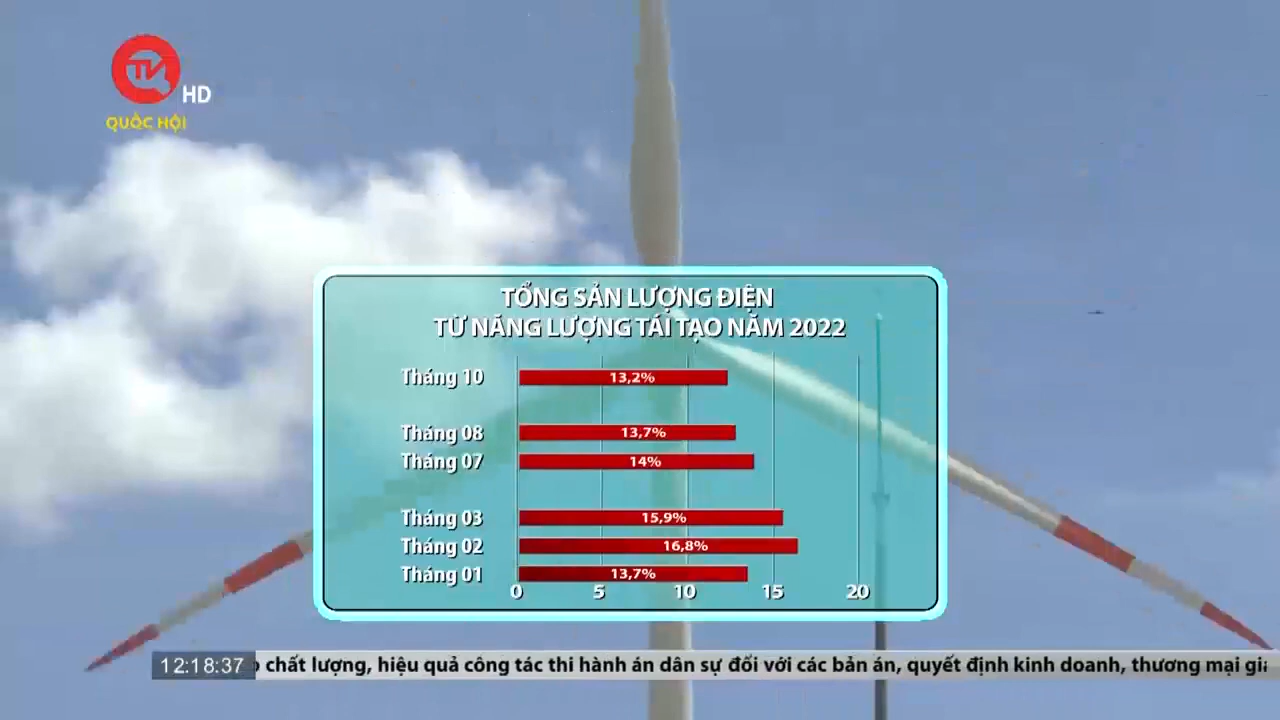 TV
HD
QUỐC HỘI
TỔNG SẢN LƯỢNG ĐIỆN
TỪ NĂNG LƯỢNG TÁI TẠO NĂM 2022
Tháng 10 13,2%
Tháng 08 13,7%
Tháng 07 14%
Tháng 03 15,9%
Tháng 02 16,8%
Tháng 01 13,7%
0 5 10 15 20
12:18:37 chất lượng, hiệu quả công tác thi hành án dân sự đối với các bản án, quyết định kinh doanh, thương mại